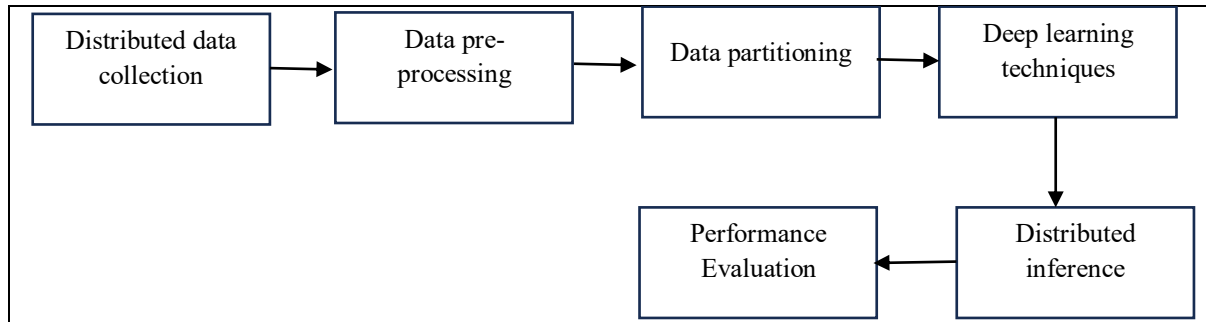 Distributed data
collection
Data pre-
processing
Data partitioning
Deep learning
techniques
Performance
Evaluation
Distributed
inference